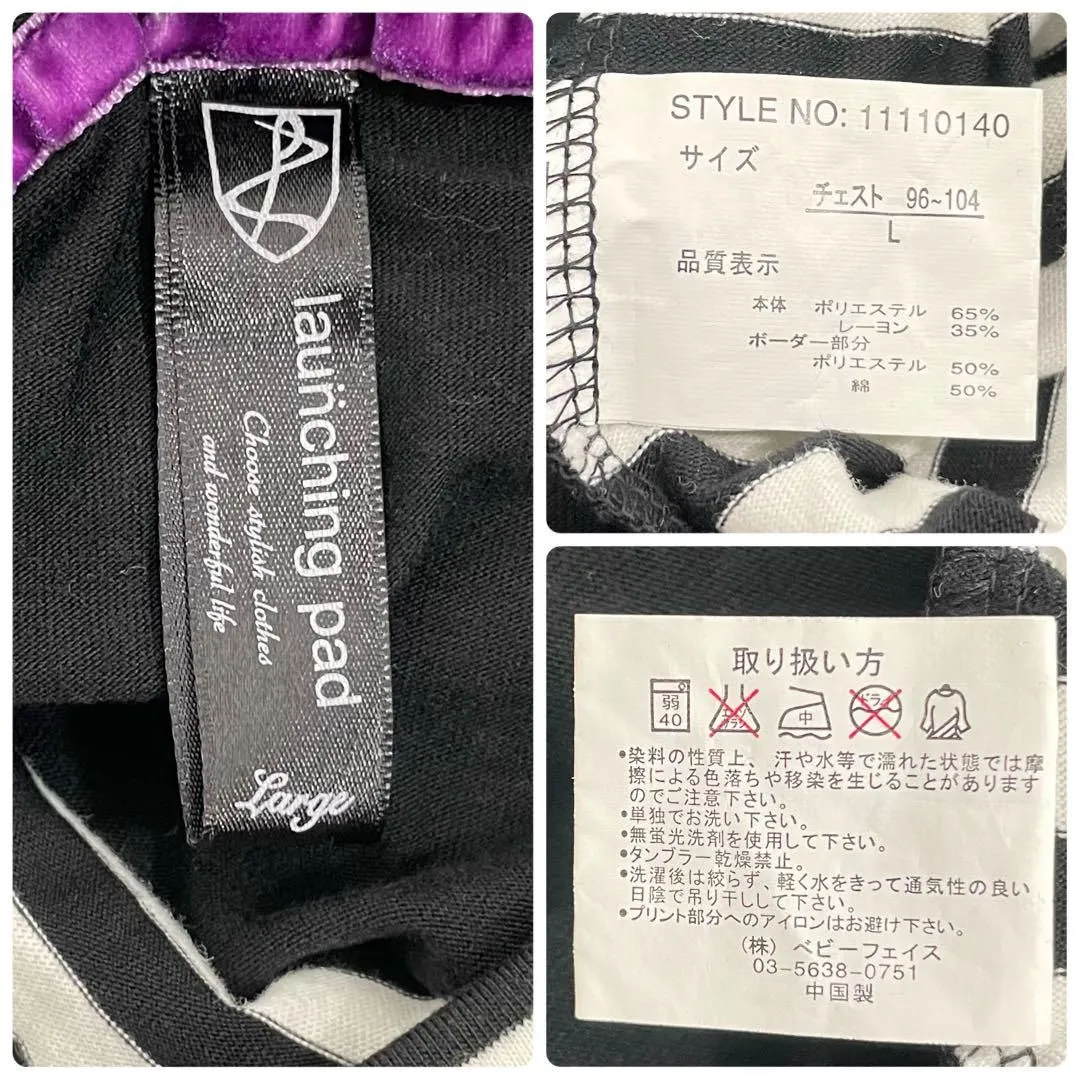 launching pad
Choose stylish clothes
and wonderful life
Large
STYLE NO: 11110140
サイズ
チェスト 96~104
L
品質表示
本体 ポリエステル 65%
レーヨン 35%
ボーダー部分
ポリエステル 50%
綿 50%
取り扱い方
弱
40
エンソ
サラシ
中
ドライ
・染料の性質上、汗や水等で濡れた状態では摩
擦による色落ちや移染を生じることがあります
のでご注意下さい。
・単独でお洗い下さい。
・無蛍光洗剤を使用して下さい。
・タンブラー乾燥禁止。
・洗濯後は絞らず、軽く水をきって通気性の良い
日陰で吊り干しして下さい。
・プリント部分へのアイロンはお避け下さい。
(株) ベビーフェイス
03-5638-0751
中国製